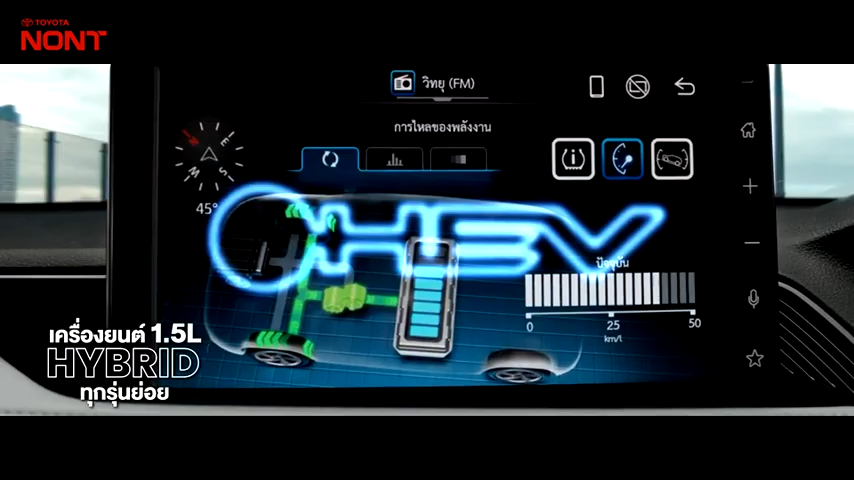 TOYOTA
NONT
วิทยุ (FM)
การไหลของพลังงาน
N
E
S
W
45°
HEV
ปัจจุบัน
0
25
50
km/l
เครื่องยนต์ 1.5L
HYBRID
ทุกรุ่นย่อย